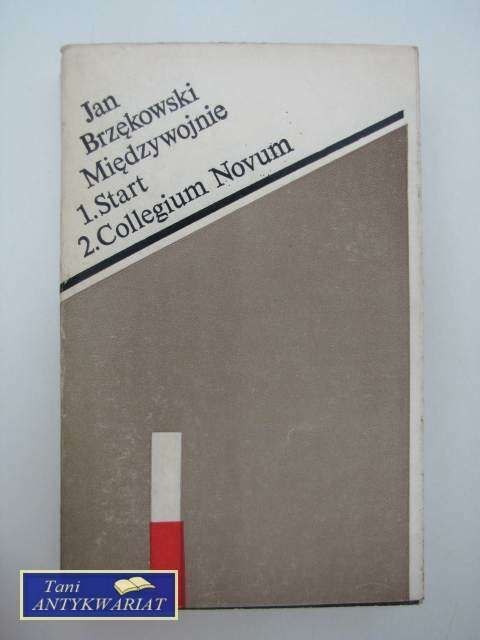 Jan
Brzękowski
Międzywojnie
1.Start
2.Collegium Novum
Tani
ANTYKWARIAT